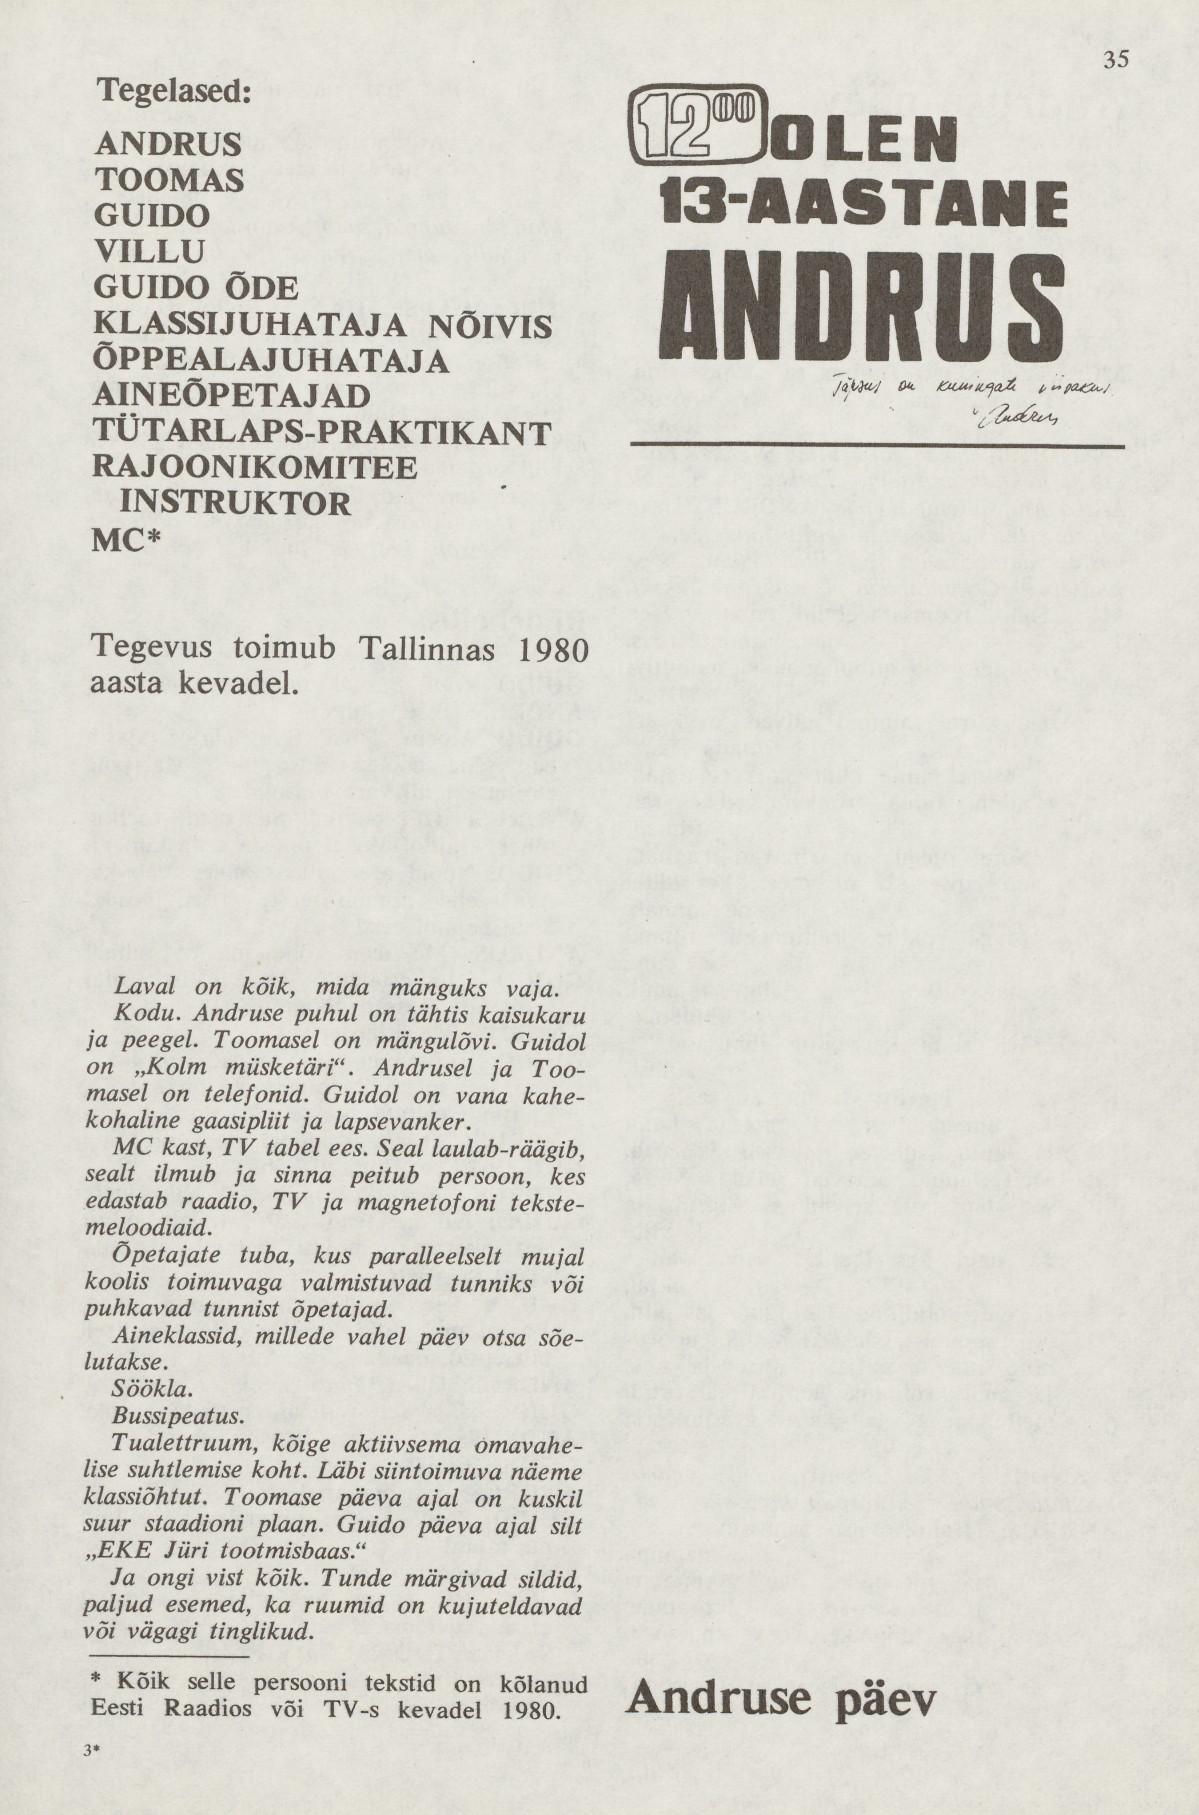 35
Tegelased:
ANDRUS
TOOMAS
GUIDO
VILLU
GUIDO ÕDE
KLASSIJUHATAJA NÕIVIS
ÕPPEALAJUHATAJA
AINEÕPETAJAD
TÜTARLAPS-PRAKTIKANT
RAJOONIKOMITEE
INSTRUKTOR
MC*
Tegevus toimub Tallinnas 1980
aasta kevadel.
Laval on kõik, mida mänguks vaja.
Kodu. Andruse puhul on tähtis kaisukaru
ja peegel. Toomasel on mängulõvi. Guidol
on „Kolm müsketäri“. Andrusel ja Too-
masel on telefonid. Guidol on vana kahe-
kohaline gaasipliit ja lapsevanker.
MC kast, TV tabel ees. Seal laulab-räägib,
sealt ilmub ja sinna peitub persoon, kes
edastab raadio, TV ja magnetofoni tekste-
meloodiaid.
Õpetajate tuba, kus paralleelselt mujal
koolis toimuvaga valmistuvad tunniks või
puhkavad tunnist õpetajad.
Aineklassid, millede vahel päev otsa sõe-
lutakse.
Söökla.
Bussipeatus.
Tualettruum, kõige aktiivsema omavahe-
lise suhtlemise koht. Läbi siintoimuva näeme
klassiõhtut. Toomase päeva ajal on kuskil
suur staadioni plaan. Guido päeva ajal silt
„EKE Jüri tootmisbaas.“
Ja ongi vist kõik. Tunde märgivad sildid,
paljud esemed, ka ruumid on kujuteldavad
või vägagi tinglikud.
* Kõik selle persooni tekstid on kõlanud
Eesti Raadios või TV-s kevadel 1980.
3*
12⁰⁰ OLEN
13-AASTANE
ANDRUS
Täpsus on kuningate viisakus
Andrus
Andruse päev